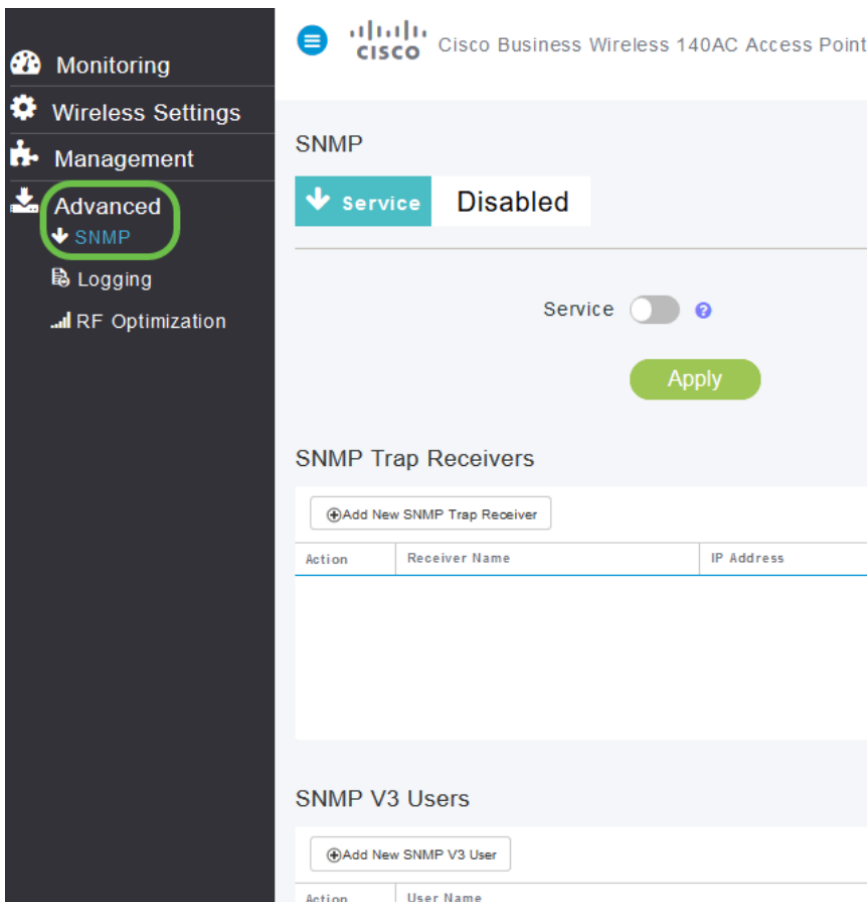 Monitoring
Wireless Settings
Management
Advanced
SNMP
Logging
RF Optimization
CISCO Cisco Business Wireless 140AC Access Point
SNMP
Service Disabled
Service
Apply
SNMP Trap Receivers
Add New SNMP Trap Receiver
Action Receiver Name IP Address
SNMP V3 Users
Add New SNMP V3 User
Action User Name